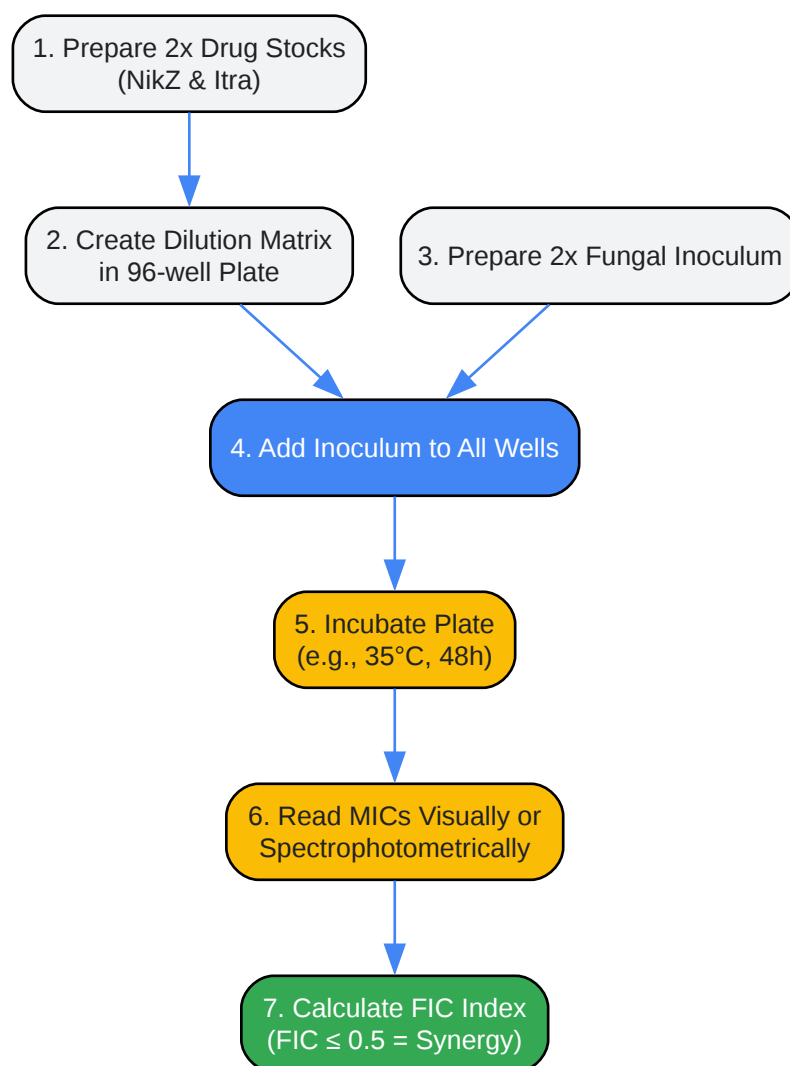 1. Prepare 2x Drug Stocks
(NikZ & Itra)
2. Create Dilution Matrix
in 96-well Plate
3. Prepare 2x Fungal Inoculum
4. Add Inoculum to All Wells
5. Incubate Plate
(e.g., 35°C, 48h)
6. Read MICs Visually or
Spectrophotometrically
7. Calculate FIC Index
(FIC ≤ 0.5 = Synergy)